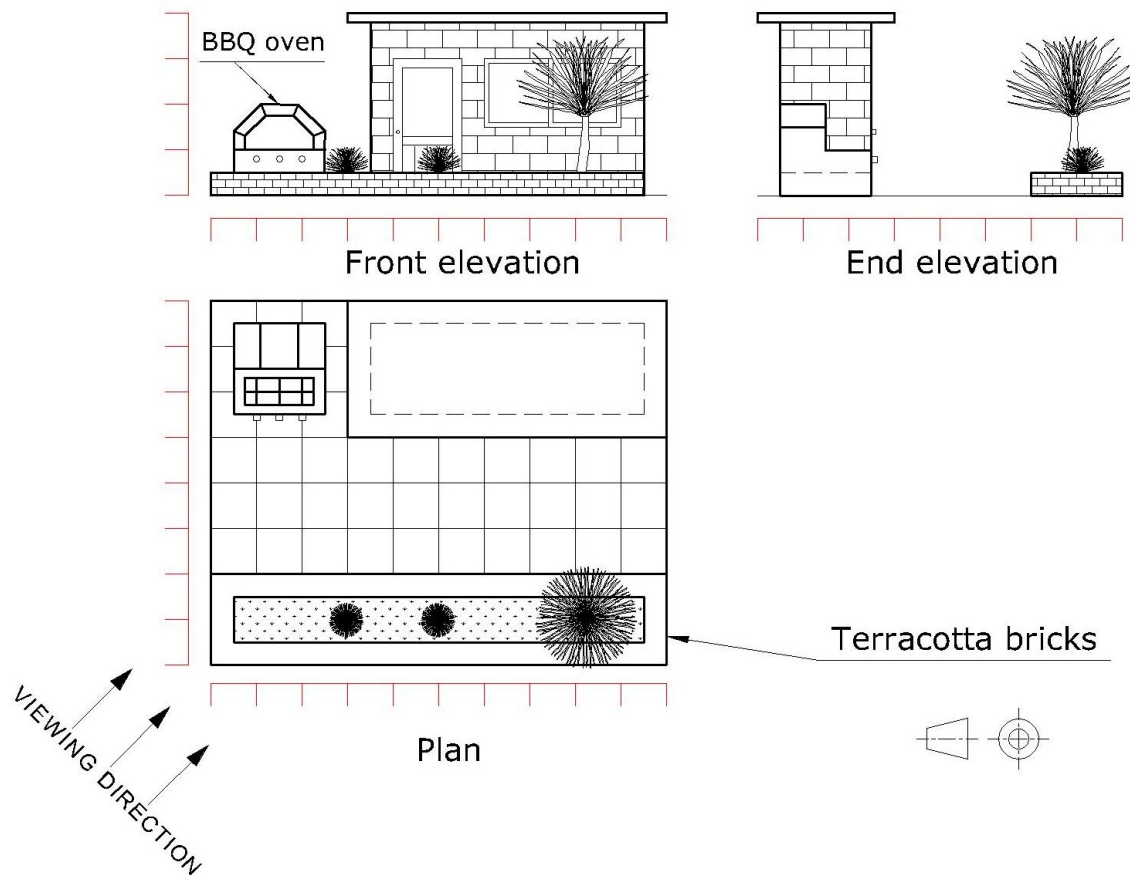 BBQ oven
Front elevation
End elevation
Terracotta bricks
Plan
VIEWING DIRECTION